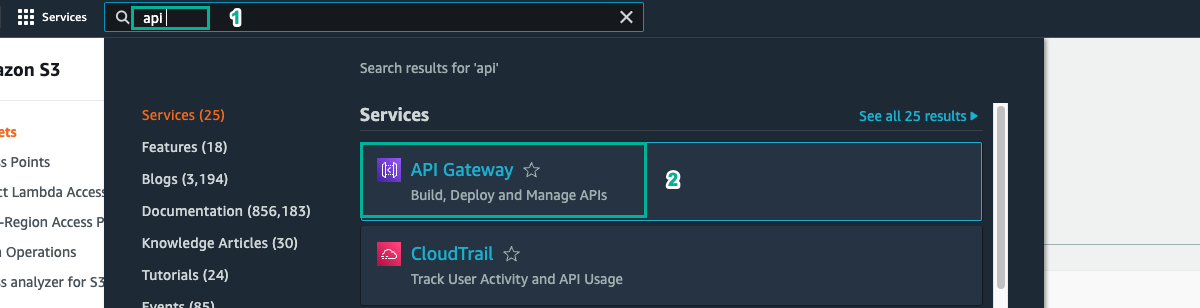 Services
api
1
azon S3
Search results for 'api'
Services (25)
Services
See all 25 results
ets
Features (18)
s Points
API Gateway
2
Blogs (3,194)
Build, Deploy and Manage APIs
ct Lambda Access
Documentation (856,183)
-Region Access P
Knowledge Articles (30)
CloudTrail
Operations
Tutorials (24)
Track User Activity and API Usage
ss analyzer for S3
Events (85)